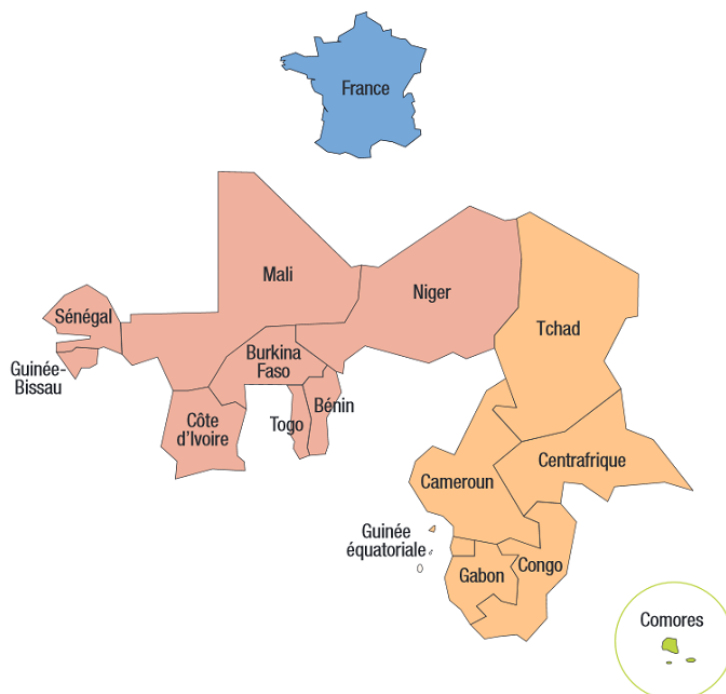 France
Mali
Niger
Sénégal
Tchad
Guinée-
Bissau
Burkina
Faso
Bénin
Côte
d'Ivoire
Togo
Centrafrique
Cameroun
Guinée
équatoriale
Gabon
Congo
Comores